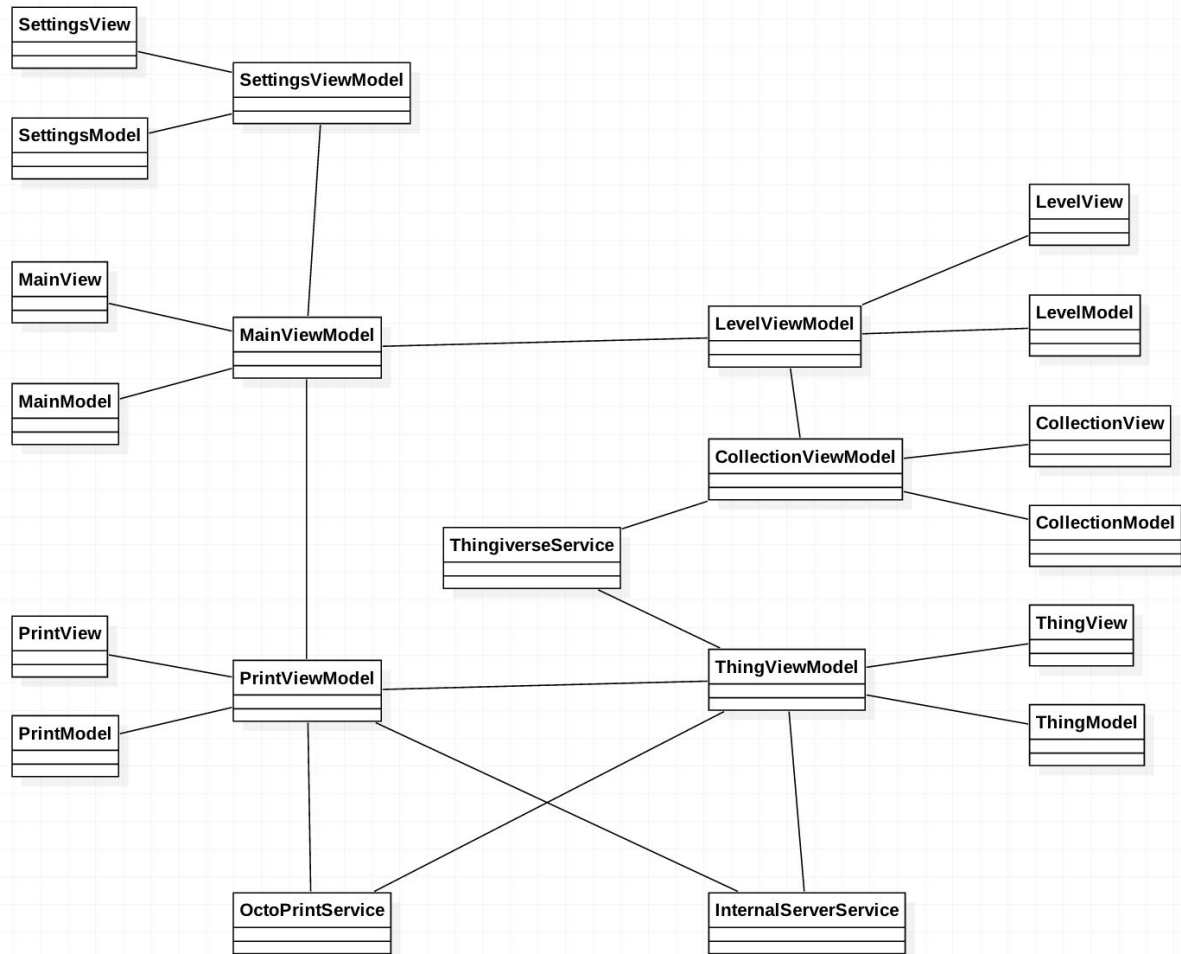 SettingsView
SettingsViewModel
SettingsModel
LevelView
MainView
LevelModel
LevelViewModel
MainViewModel
MainModel
CollectionView
CollectionViewModel
CollectionModel
ThingiverseService
ThingView
PrintView
ThingViewModel
PrintViewModel
ThingModel
PrintModel
OctoPrintService
InternalServerService